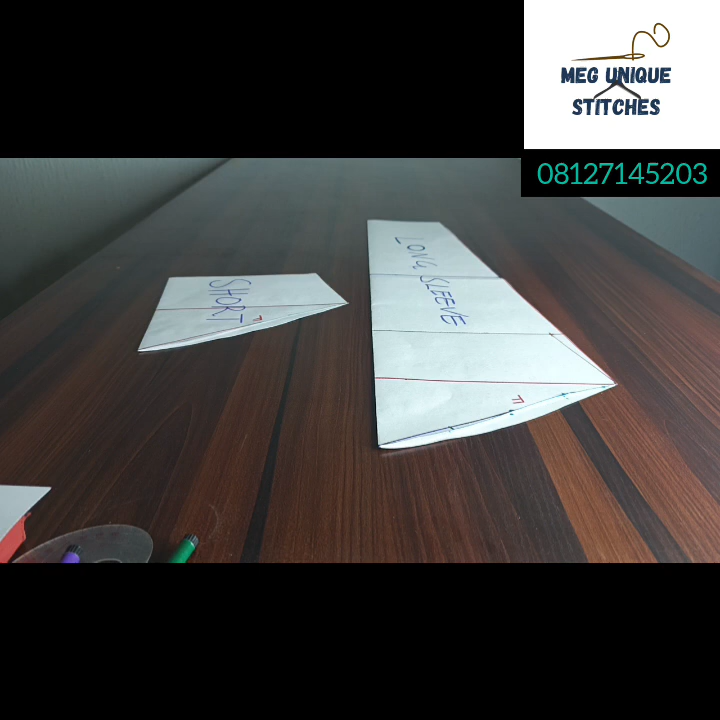 MEG UNIQUE
STITCHES
08127145203
SHORT
F
LONG SLEEVE
F